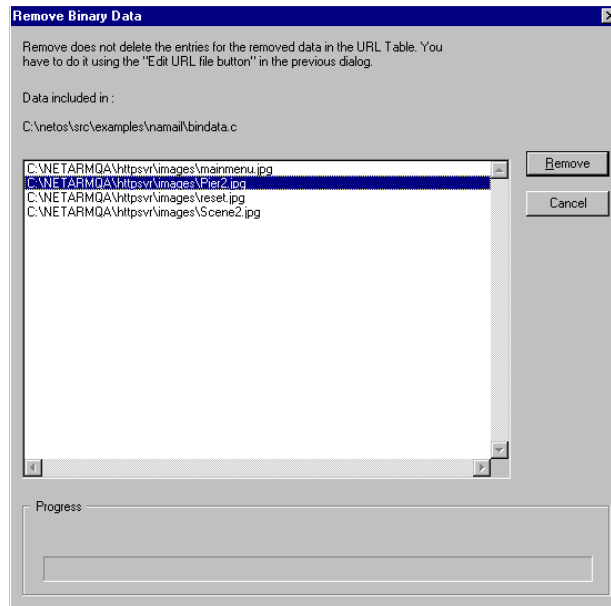 Remove Binary Data
Remove does not delete the entries for the removed data in the URL Table. You
have to do it using the "Edit URL file button" in the previous dialog.
Data included in :
C:\netos\src\examples\namail\bindata.c
C:\NETARMQA\httpsvr\images\mainmenu.jpg
C:\NETARMQA\httpsvr\images\Pier2.jpg
C:\NETARMQA\httpsvr\images\reset.jpg
C:\NETARMQA\httpsvr\images\Scene2.jpg
Remove
Cancel
Progress